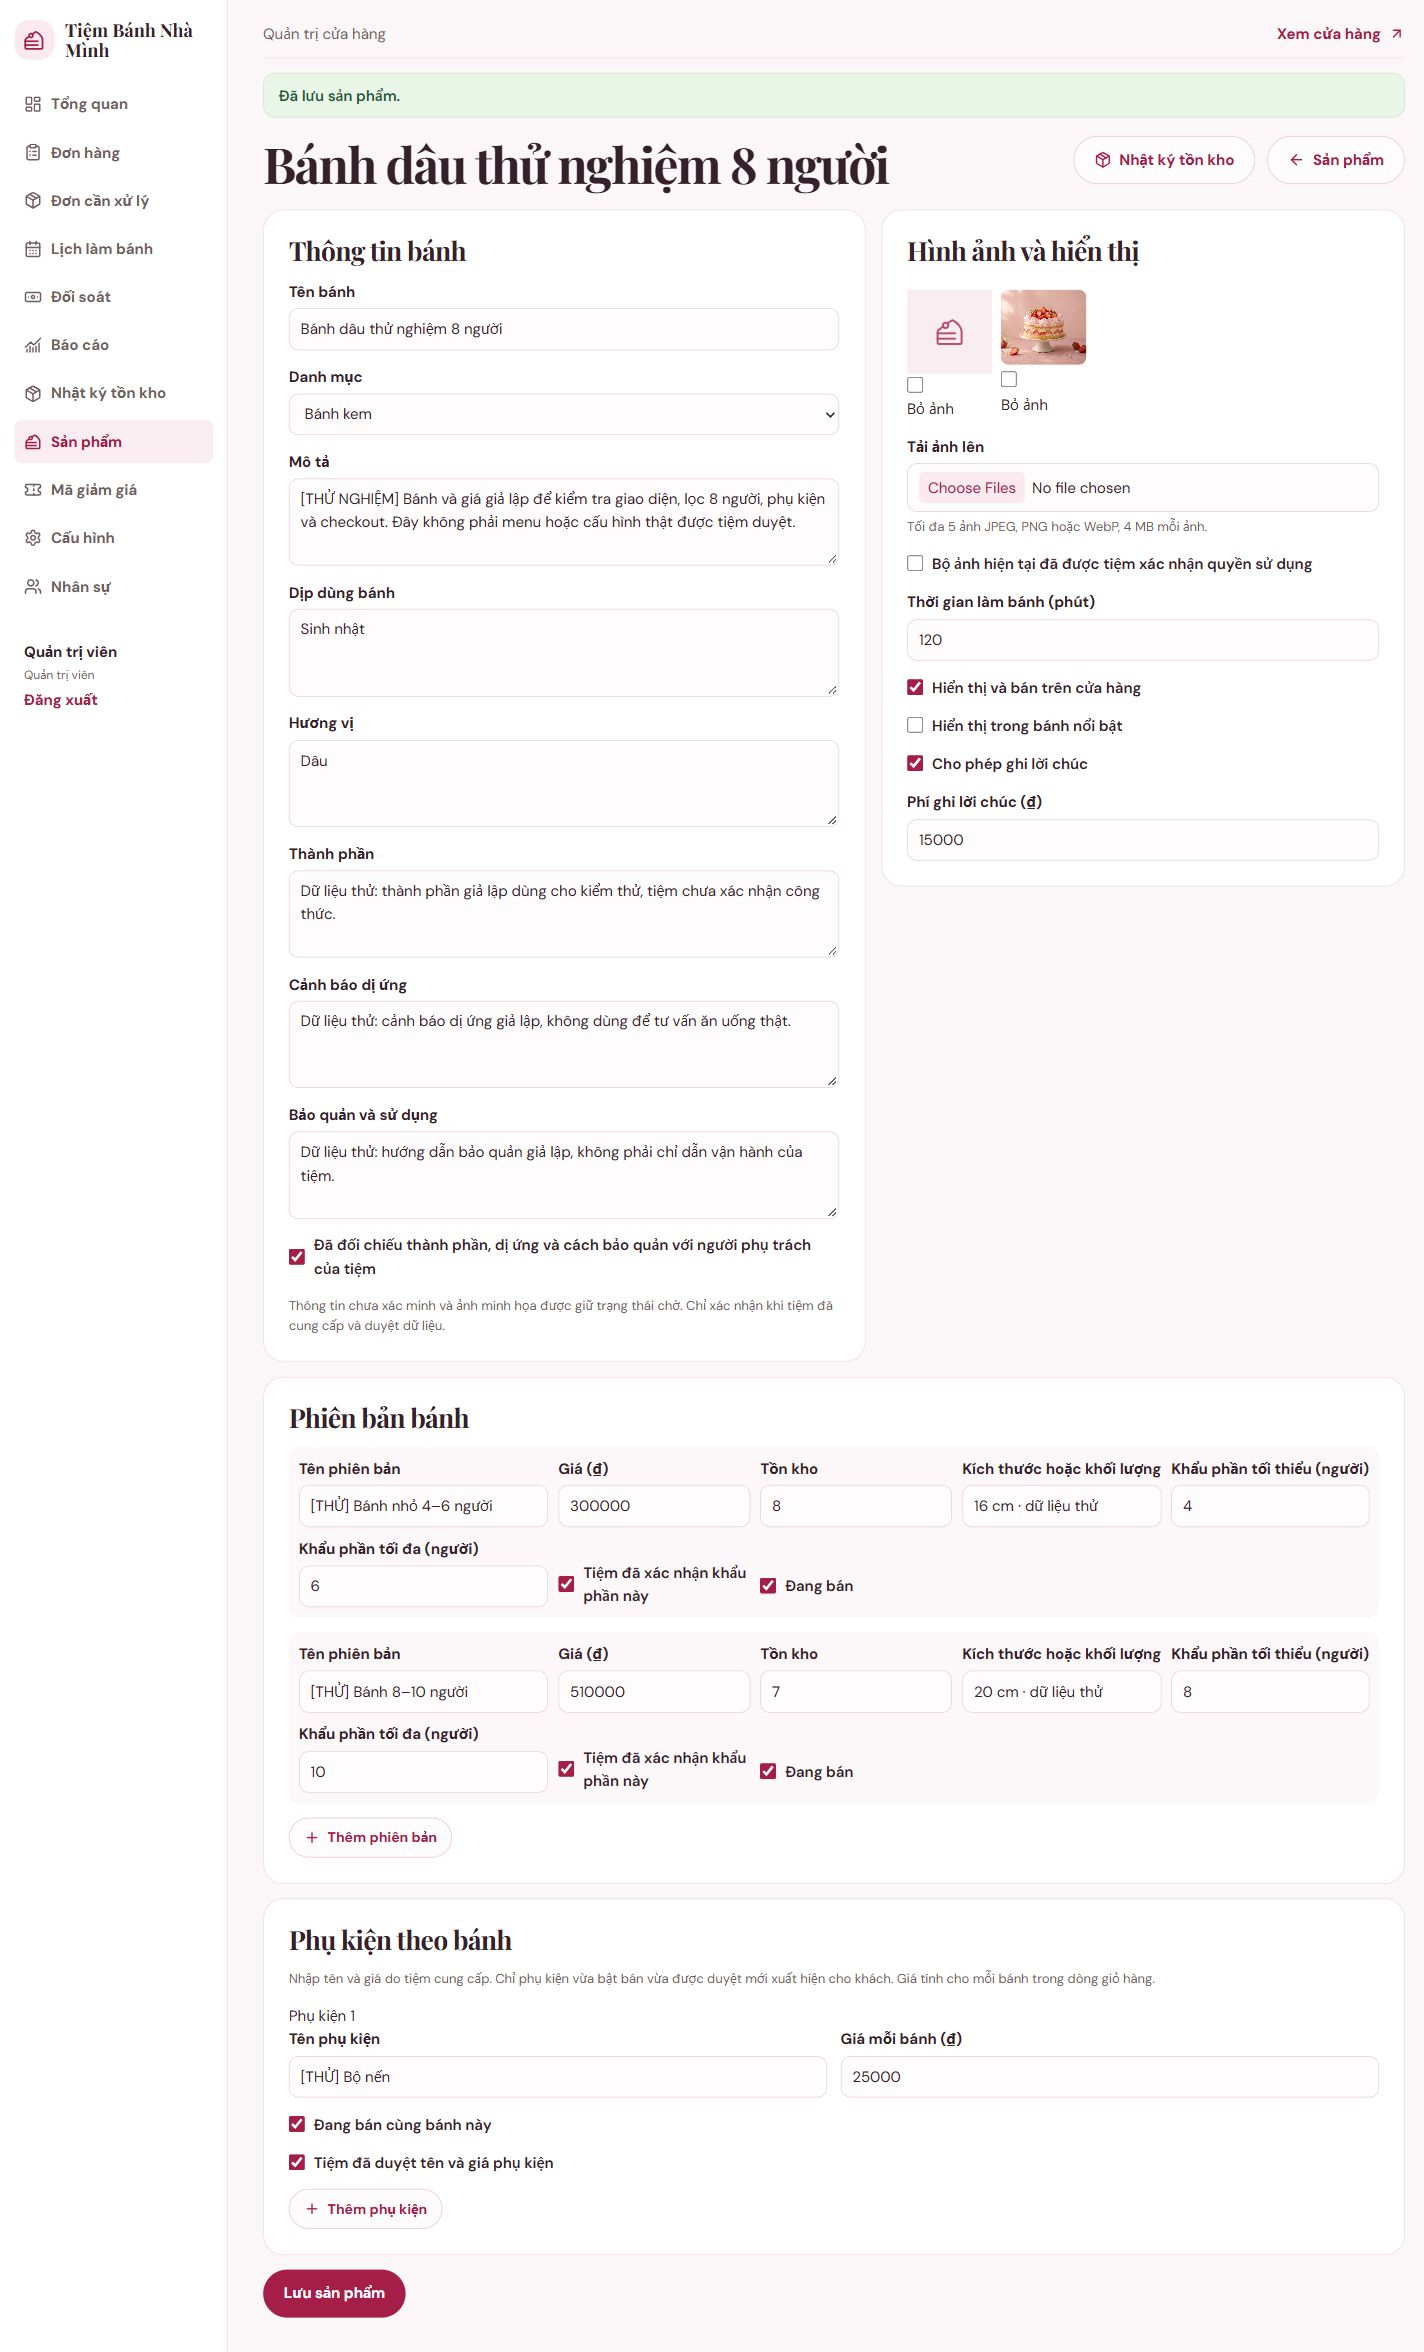 Tiệm Bánh Nhà
Mình
Tổng quan
Đơn hàng
Đơn cần xử lý
Lịch làm bánh
Đối soát
Báo cáo
Nhật ký tồn kho
Sản phẩm
Mã giảm giá
Cấu hình
Nhân sự
Quản trị viên
Quản trị viên
Đăng xuất
Quản trị cửa hàng
Xem cửa hàng
Đã lưu sản phẩm.
Bánh dâu thử nghiệm 8 người
Nhật ký tồn kho
Sản phẩm
Thông tin bánh
Tên bánh
Bánh dâu thử nghiệm 8 người
Danh mục
Bánh kem
Mô tả
[THỬ NGHIỆM] Bánh và giá giả lập để kiểm tra giao diện, lọc 8 người, phụ kiện
và checkout. Đây không phải menu hoặc cấu hình thật được tiệm duyệt.
Dịp dùng bánh
Sinh nhật
Hương vị
Dâu
Thành phần
Dữ liệu thử: thành phần giả lập dùng cho kiểm thử, tiệm chưa xác nhận công
thức.
Cảnh báo dị ứng
Dữ liệu thử: cảnh báo dị ứng giả lập, không dùng để tư vấn ăn uống thật.
Bảo quản và sử dụng
Dữ liệu thử: hướng dẫn bảo quản giả lập, không phải chỉ dẫn vận hành của
tiệm.
Đã đối chiếu thành phần, dị ứng và cách bảo quản với người phụ trách
của tiệm
Thông tin chưa xác minh và ảnh minh họa được giữ trạng thái chờ. Chỉ xác nhận khi tiệm đã
cung cấp và duyệt dữ liệu.
Hình ảnh và hiển thị
Bỏ ảnh
Bỏ ảnh
Tải ảnh lên
Choose Files No file chosen
Tối đa 5 ảnh JPEG, PNG hoặc WebP, 4 MB mỗi ảnh.
Bộ ảnh hiện tại đã được tiệm xác nhận quyền sử dụng
Thời gian làm bánh (phút)
120
Hiển thị và bán trên cửa hàng
Hiển thị trong bánh nổi bật
Cho phép ghi lời chúc
Phí ghi lời chúc (₫)
15000
Phiên bản bánh
Tên phiên bản Giá (₫) Tồn kho Kích thước hoặc khối lượng Khẩu phần tối thiểu (người)
[THỬ] Bánh nhỏ 4–6 người 300000 8 16 cm · dữ liệu thử 4
Khẩu phần tối đa (người)
6
Tiệm đã xác nhận khẩu
phần này
Đang bán
Tên phiên bản Giá (₫) Tồn kho Kích thước hoặc khối lượng Khẩu phần tối thiểu (người)
[THỬ] Bánh 8–10 người 510000 7 20 cm · dữ liệu thử 8
Khẩu phần tối đa (người)
10
Tiệm đã xác nhận khẩu
phần này
Đang bán
Thêm phiên bản
Phụ kiện theo bánh
Nhập tên và giá do tiệm cung cấp. Chỉ phụ kiện vừa bật bán vừa được duyệt mới xuất hiện cho khách. Giá tính cho mỗi bánh trong dòng giỏ hàng.
Phụ kiện 1
Tên phụ kiện Giá mỗi bánh (₫)
[THỬ] Bộ nến 25000
Đang bán cùng bánh này
Tiệm đã duyệt tên và giá phụ kiện
Thêm phụ kiện
Lưu sản phẩm